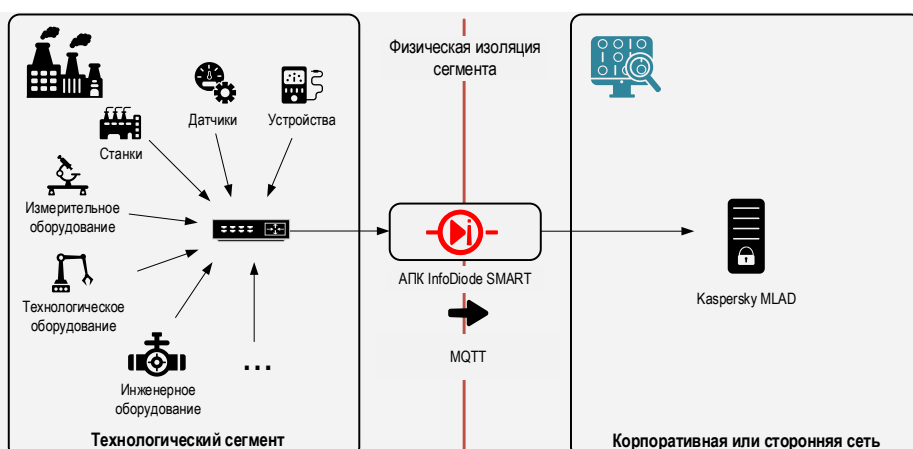 Физическая изоляция
сегмента
Датчики
Устройства
Станки
Измерительное
оборудование
Технологическое
оборудование
Инженерное
оборудование
...
Технологический сегмент
АПК InfoDiode SMART
MQTT
Kaspersky MLAD
Корпоративная или сторонняя сеть